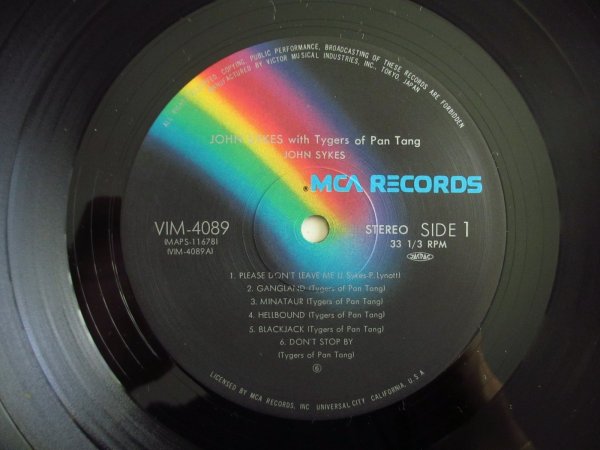 ALL RIGHTS RESERVED. COPYING, PUBLIC PERFORMANCE, BROADCASTING OF THESE RECORDS ARE FORBIDDEN
MANUFACTURED BY VICTOR MUSICAL INDUSTRIES, INC., TOKYO, JAPAN
JOHN SYKES with Tygers of Pan Tang
JOHN SYKES
® MCA RECORDS
VIM-4089
(MAPS-11678)
(VIM-4089A)
STEREO SIDE 1
33 1/3 RPM
JASRAC
1. PLEASE DON'T LEAVE ME (J. Sykes-P. Lynott)
2. GANGLAND (Tygers of Pan Tang)
3. MINATAUR (Tygers of Pan Tang)
4. HELLBOUND (Tygers of Pan Tang)
5. BLACKJACK (Tygers of Pan Tang)
6. DON'T STOP BY
(Tygers of Pan Tang)
6
LICENSED BY MCA RECORDS, INC. UNIVERSAL CITY, CALIFORNIA, U.S.A.